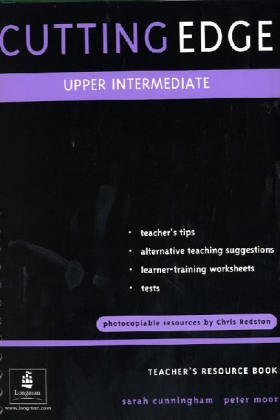 CUTTING EDGE
UPPER INTERMEDIATE
• teacher's tips
• alternative teaching suggestions
• learner-training worksheets
• tests
photocopiable resources by Chris Redston
TEACHER'S RESOURCE BOOK
sarah cunningham peter moor
Longman
www.longman.com